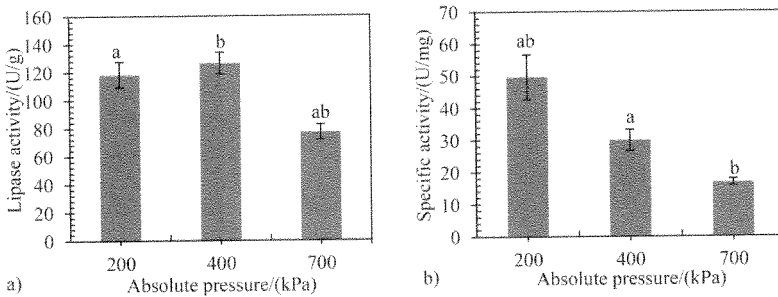 160
140
120
100
80
60
40
20
0
Lipase activity/(U/g)
a
b
ab
200 400 700
a) Absolute pressure/(kPa)
70
60
50
40
30
20
10
0
Specific activity/(U/mg)
ab
a
b
200 400 700
b) Absolute pressure/(kPa)